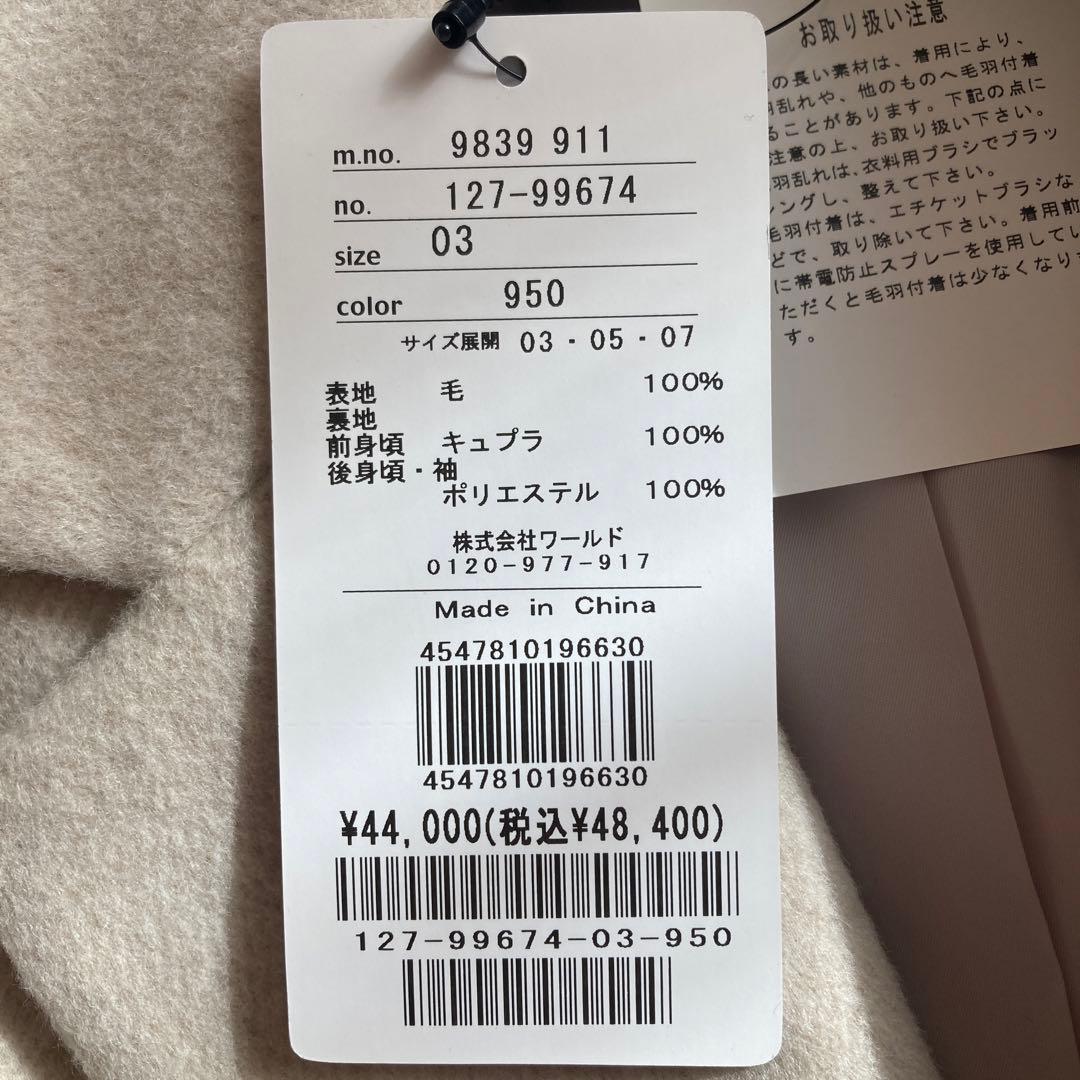 m.no. 9839 911
no. 127-99674
size 03
color 950
サイズ展開 03・05・07
表地 毛 100%
裏地
前身頃 キュプラ 100%
後身頃・袖
ポリエステル 100%
株式会社ワールド
0120-977-917
Made in China
4547810196630
4547810196630
¥44,000(税込¥48,400)
127-99674-03-950
お取り扱い注意
の長い素材は、着用により、
羽乱れや、他のものへ毛羽付着
ることがあります。下記の点に
注意の上、お取り扱い下さい。
羽乱れは、衣料用ブラシでブラッ
ングし、整えて下さい。
毛羽付着は、エチケットブラシな
どで、取り除いて下さい。着用前
に帯電防止スプレーを使用してい
ただくと毛羽付着は少なくなりま
す。